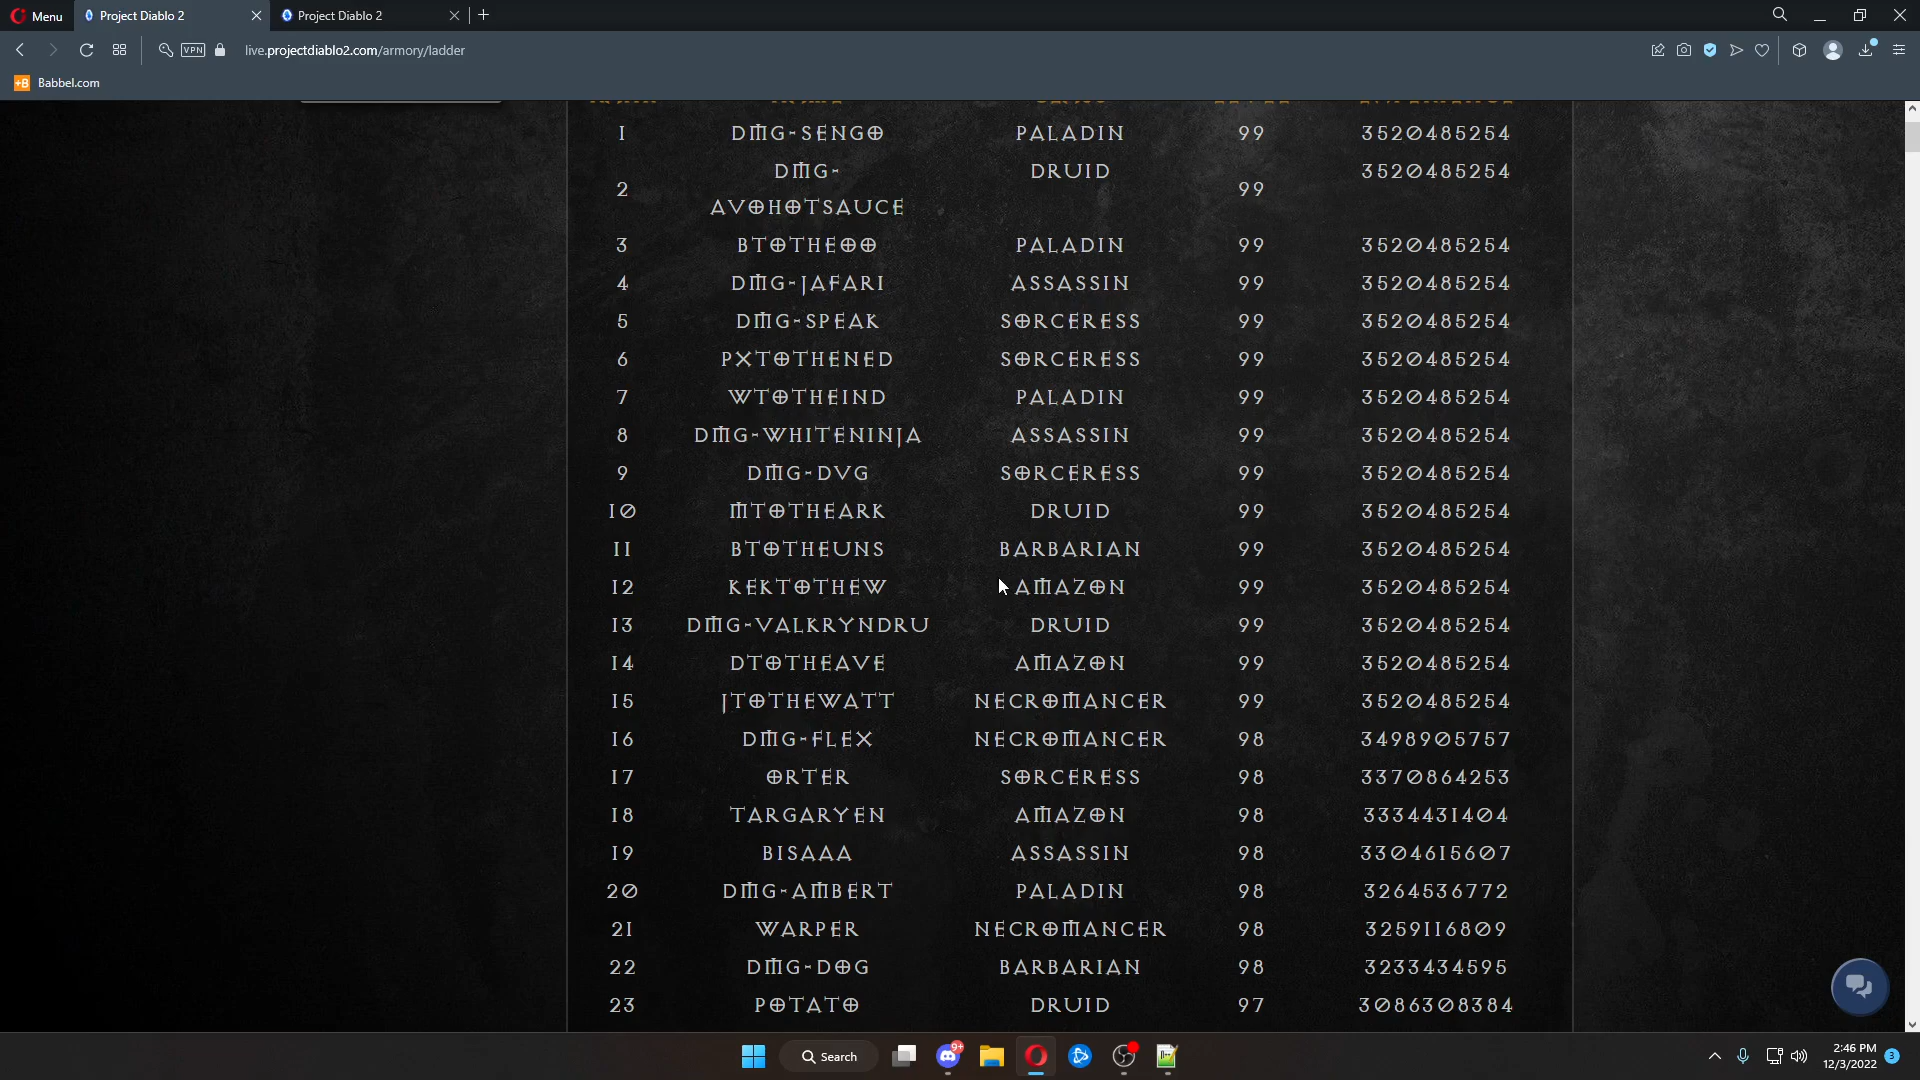 Menu
Project Diablo 2
Project Diablo 2
VPN
live.projectdiablo2.com/armory/ladder
+B Babbel.com
1 DMG-SENGO PALADIN 99 3520485254
2 DMG-AVOHOTSAUCE DRUID 99 3520485254
3 BTOTHEOO PALADIN 99 3520485254
4 DMG-JAFARI ASSASSIN 99 3520485254
5 DMG-SPEAK SORCERESS 99 3520485254
6 PXTOTHENED SORCERESS 99 3520485254
7 WTOTHEIND PALADIN 99 3520485254
8 DMG-WHITENINJA ASSASSIN 99 3520485254
9 DMG-DVG SORCERESS 99 3520485254
10 MTOTHEARK DRUID 99 3520485254
11 BTOTHEUNS BARBARIAN 99 3520485254
12 KEKTOTHEW AMAZON 99 3520485254
13 DMG-VALKRYNDRU DRUID 99 3520485254
14 DTOTHEAVE AMAZON 99 3520485254
15 JTOTHEWATT NECROMANCER 99 3520485254
16 DMG-FLEX NECROMANCER 98 3498905757
17 ORTER SORCERESS 98 3370864253
18 TARGARYEN AMAZON 98 3334431404
19 BISAAA ASSASSIN 98 3304615607
20 DMG-AMBERT PALADIN 98 3264536772
21 WARPER NECROMANCER 98 3259116809
22 DMG-DOG BARBARIAN 98 3233434595
23 POTATO DRUID 97 3086308384
Search
9+
2:46 PM
12/3/2022
3